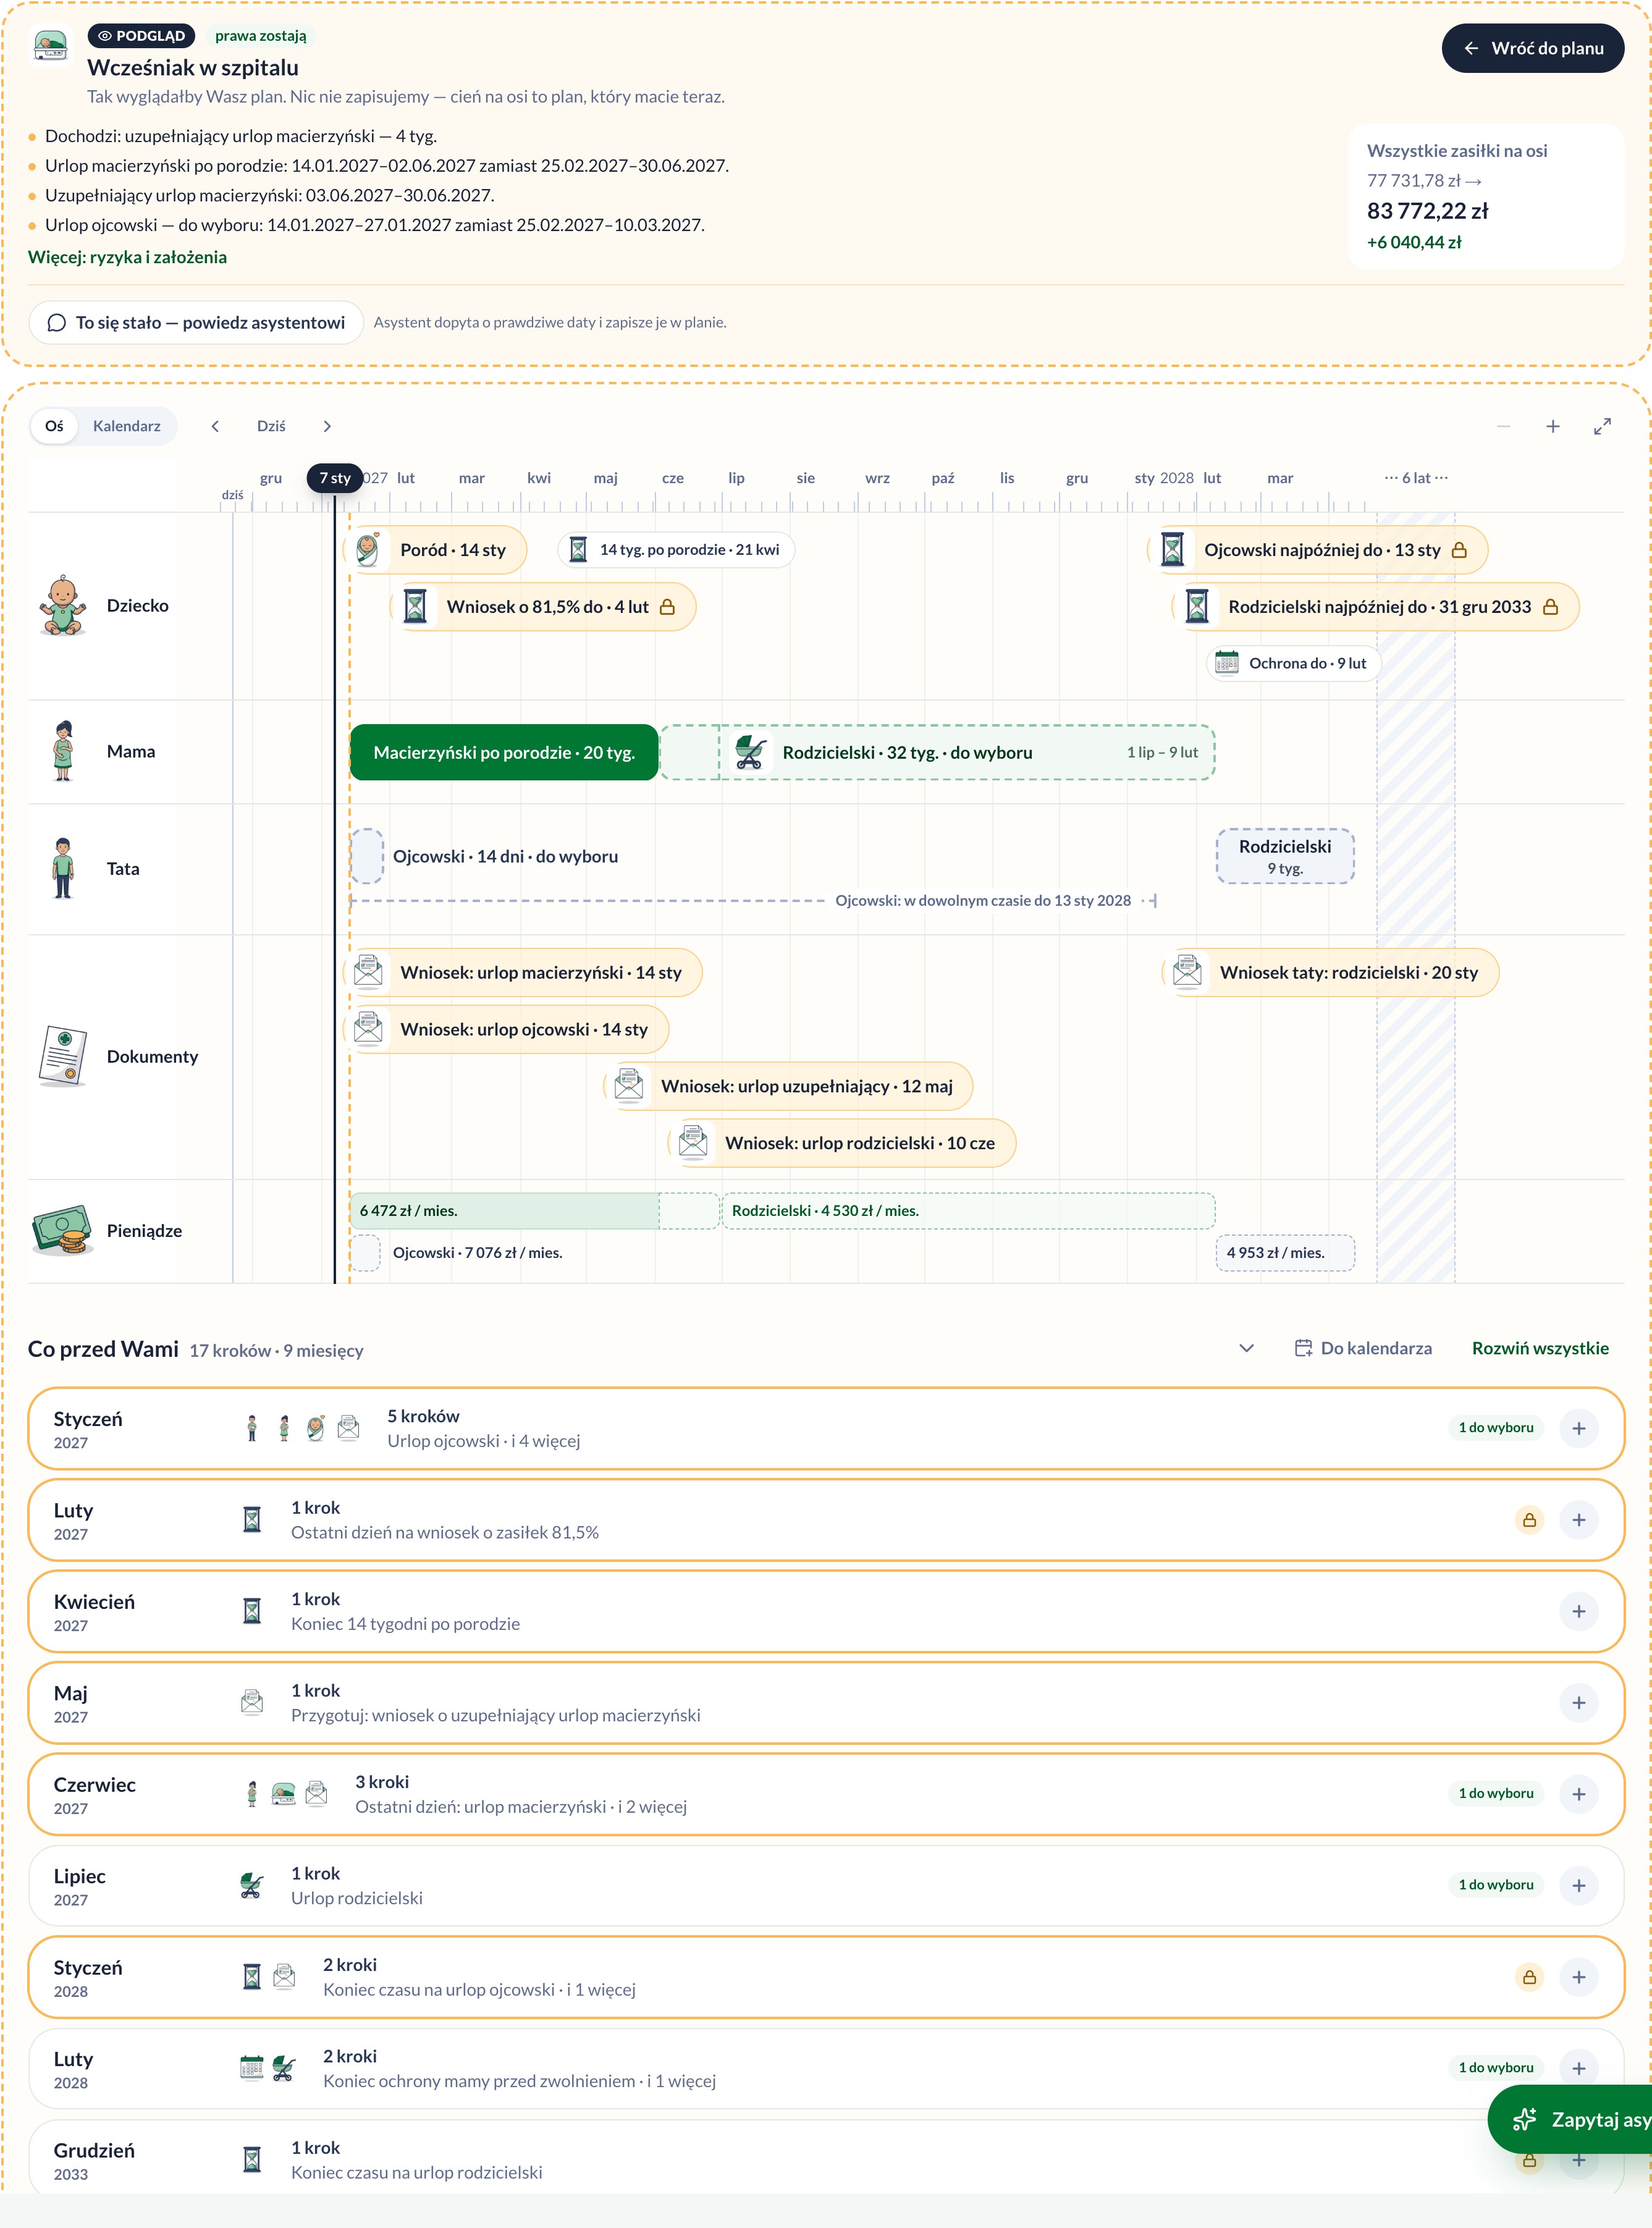 PODGLĄD prawa zostają
Wcześniak w szpitalu
Tak wyglądałby Wasz plan. Nic nie zapisujemy — cień na osi to plan, który macie teraz.
Wróć do planu
Dochodzi: uzupełniający urlop macierzyński — 4 tyg.
Urlop macierzyński po porodzie: 14.01.2027–02.06.2027 zamiast 25.02.2027–30.06.2027.
Uzupełniający urlop macierzyński: 03.06.2027–30.06.2027.
Urlop ojcowski — do wyboru: 14.01.2027–27.01.2027 zamiast 25.02.2027–10.03.2027.
Więcej: ryzyka i założenia
Wszystkie zasiłki na osi
77 731,78 zł →
83 772,22 zł
+6 040,44 zł
To się stało — powiedz asystentowi
Asystent dopyta o prawdziwe daty i zapisze je w planie.
Oś Kalendarz Dziś
dziś gru 7 sty 027 lut mar kwi maj cze lip sie wrz paź lis gru sty 2028 lut mar ··· 6 lat ···
Dziecko
Poród · 14 sty
14 tyg. po porodzie · 21 kwi
Ojcowski najpóźniej do · 13 sty
Wniosek o 81,5% do · 4 lut
Rodzicielski najpóźniej do · 31 gru 2033
Ochrona do · 9 lut
Mama
Macierzyński po porodzie · 20 tyg.
Rodzicielski · 32 tyg. · do wyboru
1 lip – 9 lut
Tata
Ojcowski · 14 dni · do wyboru
Rodzicielski
9 tyg.
Ojcowski: w dowolnym czasie do 13 sty 2028
Dokumenty
Wniosek: urlop macierzyński · 14 sty
Wniosek taty: rodzicielski · 20 sty
Wniosek: urlop ojcowski · 14 sty
Wniosek: urlop uzupełniający · 12 maj
Wniosek: urlop rodzicielski · 10 cze
Pieniądze
6 472 zł / mies.
Rodzicielski · 4 530 zł / mies.
Ojcowski · 7 076 zł / mies.
4 953 zł / mies.
Co przed Wami 17 kroków · 9 miesięcy
Do kalendarza
Rozwiń wszystkie
Styczeń
2027
5 kroków
Urlop ojcowski · i 4 więcej
1 do wyboru
Luty
2027
1 krok
Ostatni dzień na wniosek o zasiłek 81,5%
Kwiecień
2027
1 krok
Koniec 14 tygodni po porodzie
Maj
2027
1 krok
Przygotuj: wniosek o uzupełniający urlop macierzyński
Czerwiec
2027
3 kroki
Ostatni dzień: urlop macierzyński · i 2 więcej
1 do wyboru
Lipiec
2027
1 krok
Urlop rodzicielski
1 do wyboru
Styczeń
2028
2 kroki
Koniec czasu na urlop ojcowski · i 1 więcej
Luty
2028
2 kroki
Koniec ochrony mamy przed zwolnieniem · i 1 więcej
1 do wyboru
Grudzień
2033
1 krok
Koniec czasu na urlop rodzicielski
Zapytaj asy